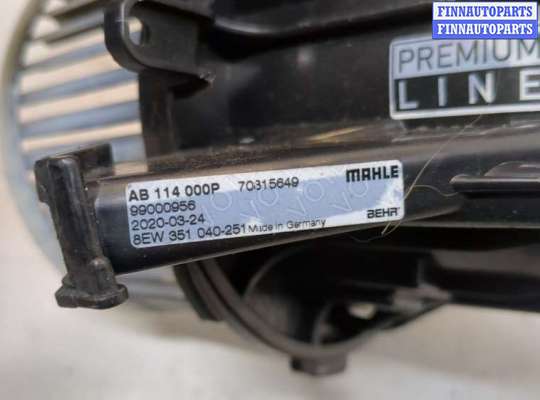 FINNAUTOPARTS
FINNAUTOPARTS
PREMIUM
LINE
AB 114 000P 70315649 MAHLE
99000956
2020-03-24 BEHR
8EW 351 040-251 Made in Germany